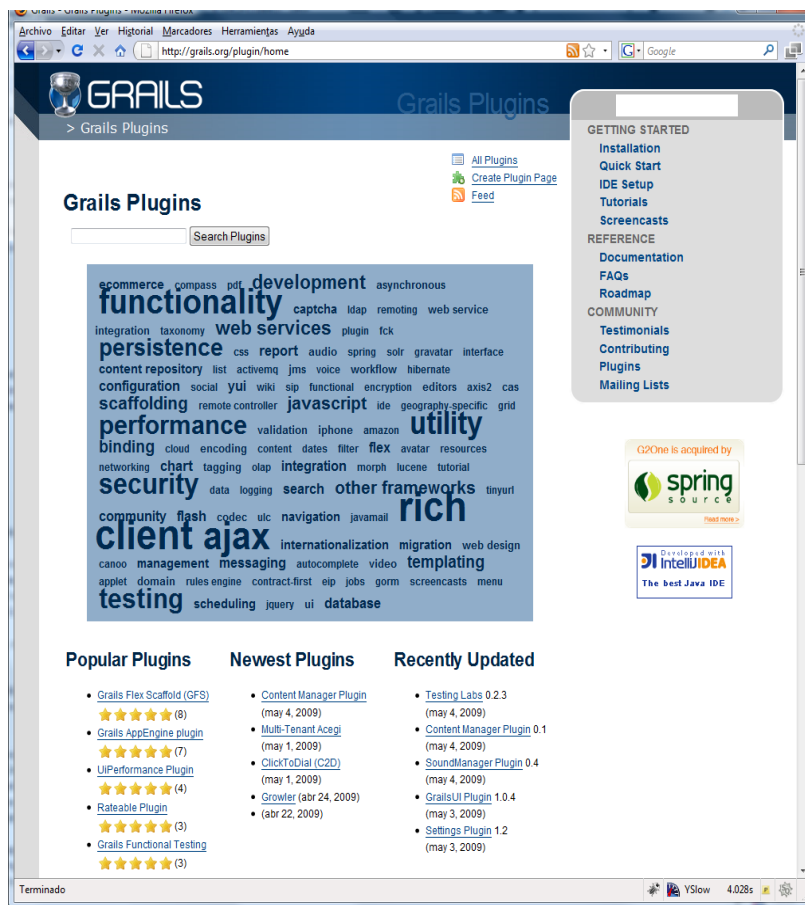 Grails - Grails Plugins - Mozilla Firefox
Archivo Editar Ver Historial Marcadores Herramientas Ayuda
http://grails.org/plugin/home
G Google
GRAILS
Grails Plugins
> Grails Plugins
All Plugins
Create Plugin Page
Feed
Grails Plugins
Search Plugins
ecommerce compass pdf development asynchronous
functionality captcha ldap remoting web service
integration taxonomy web services plugin fck
persistence css report audio spring solr gravatar interface
content repository list activemq jms voice workflow hibernate
configuration social yui wiki sip functional encryption editors axis2 cas
scaffolding remote controller javascript ide geography-specific grid
performance validation iphone amazon utility
binding cloud encoding content dates filter flex avatar resources
networking chart tagging olap integration morph lucene tutorial
security data logging search other frameworks tinyurl
community flash codec ulc navigation javamail rich
client ajax internationalization migration web design
canoo management messaging autocomplete video templating
applet domain rules engine contract-first eip jobs gorm screencasts menu
testing scheduling jquery ui database
GETTING STARTED
Installation
Quick Start
IDE Setup
Tutorials
Screencasts
REFERENCE
Documentation
FAQs
Roadmap
COMMUNITY
Testimonials
Contributing
Plugins
Mailing Lists
G2One is acquired by
spring
source
Read more >
Developed with
IntelliJIDEA
The best Java IDE
Popular Plugins
Grails Flex Scaffold (GFS)
(8)
Grails AppEngine plugin
(7)
UiPerformance Plugin
(4)
Rateable Plugin
(3)
Grails Functional Testing
(3)
Newest Plugins
Content Manager Plugin
(may 4, 2009)
Multi-Tenant Acegi
(may 1, 2009)
ClickToDial (C2D)
(may 1, 2009)
Growler (abr 24, 2009)
(abr 22, 2009)
Recently Updated
Testing Labs 0.2.3
(may 4, 2009)
Content Manager Plugin 0.1
(may 4, 2009)
SoundManager Plugin 0.4
(may 4, 2009)
GrailsUI Plugin 1.0.4
(may 3, 2009)
Settings Plugin 1.2
(may 3, 2009)
Terminado
YSlow 4.028s